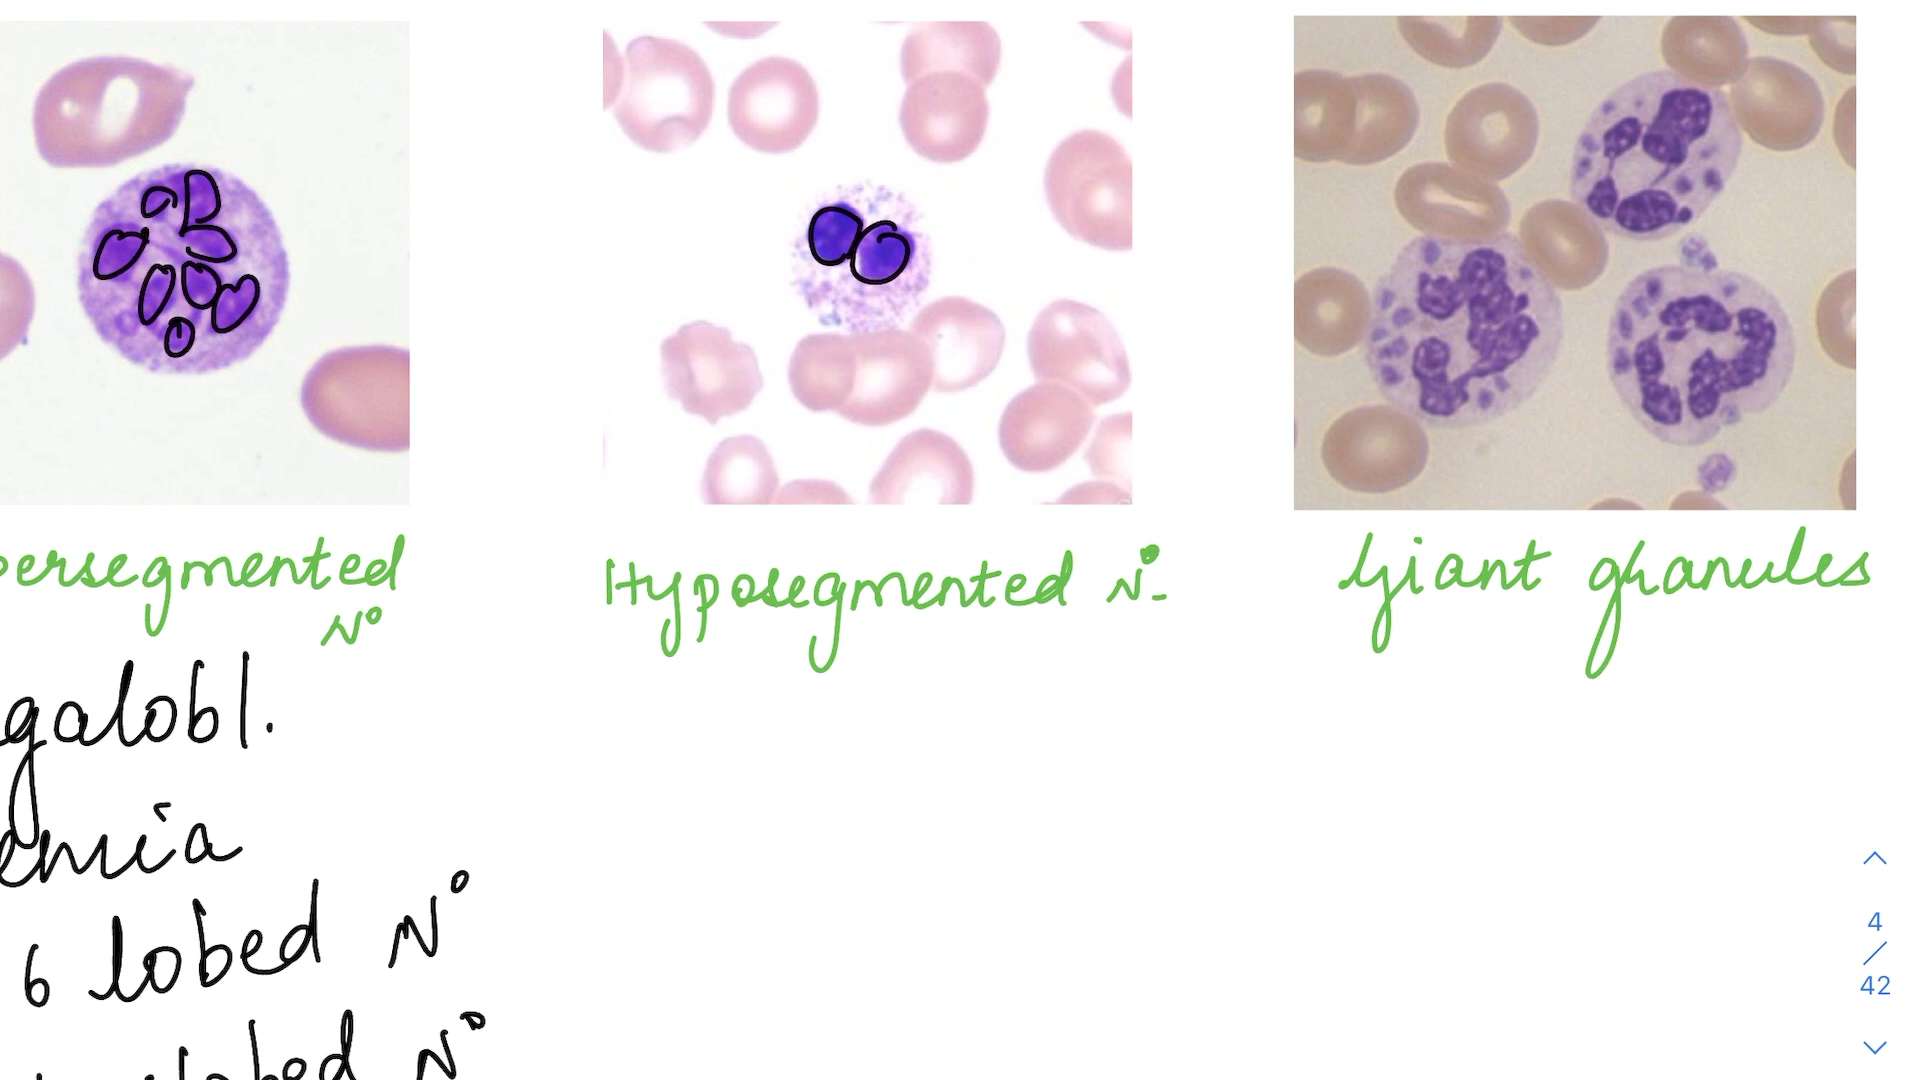 persegmented
N°
Hyposegmented N°
Giant granules
galobl.
emia
6 lobed N°
lobed N°
4
/
42